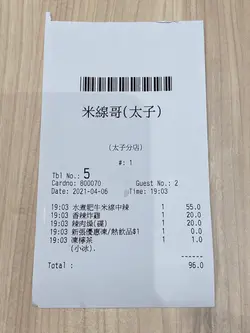 米線哥(太子)
(太子分店)
#: 1
Tbl No.: 5
Cardno: 800070 Guest No.: 2
Date: 2021-04-06 Time: 19:03
19:03 水煮肥牛米線中辣 1 55.0
19:03 香辣炸雞 1 20.0
19:03 辣肉燥(碟) 1 20.0
19:03 新張優惠凍/熱飲品$1 0 0.0
19:03 凍檸茶 1 1.0
(小冰).
Total : 96.0